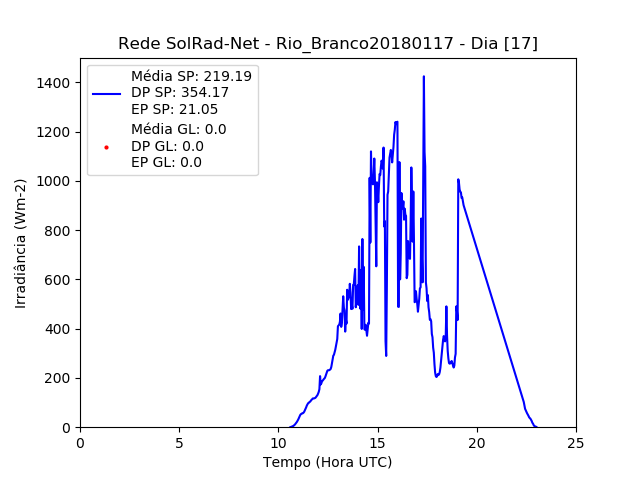 Rede SolRad-Net - Rio_Branco20180117 - Dia [17]
Média SP: 219.19
DP SP: 354.17
EP SP: 21.05
Média GL: 0.0
DP GL: 0.0
EP GL: 0.0
1400
1200
1000
800
600
400
200
0
Irradiância (Wm-2)
0 5 10 15 20 25
Tempo (Hora UTC)